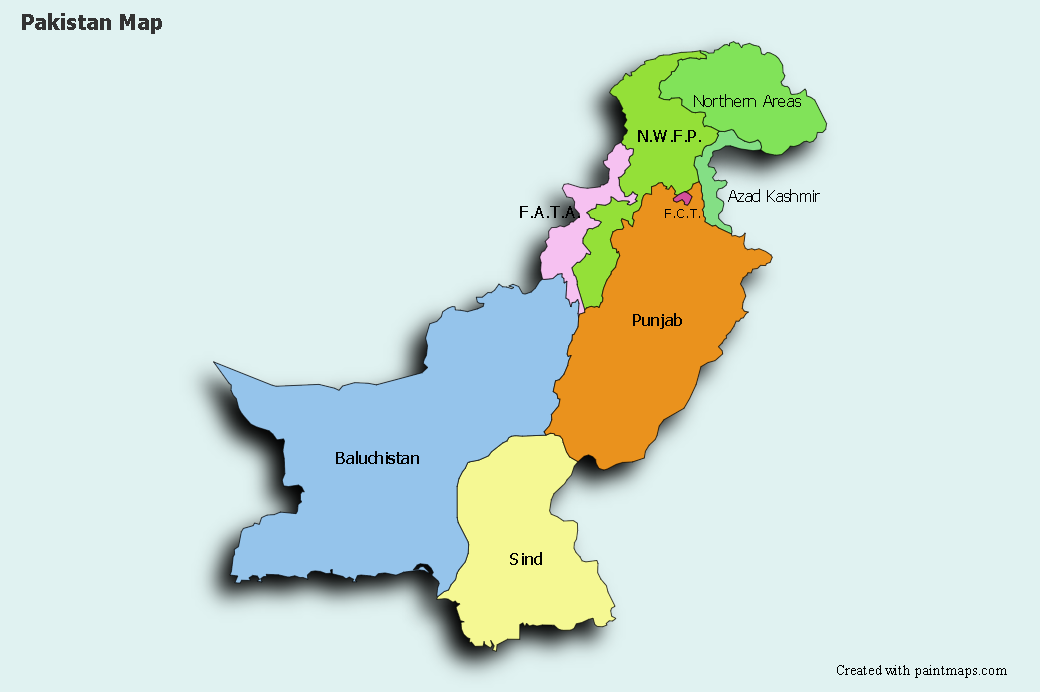 Pakistan Map
Northern Areas
N.W.F.P.
Azad Kashmir
F.A.T.A.
F.C.T.
Punjab
Baluchistan
Sind
Created with paintmaps.com